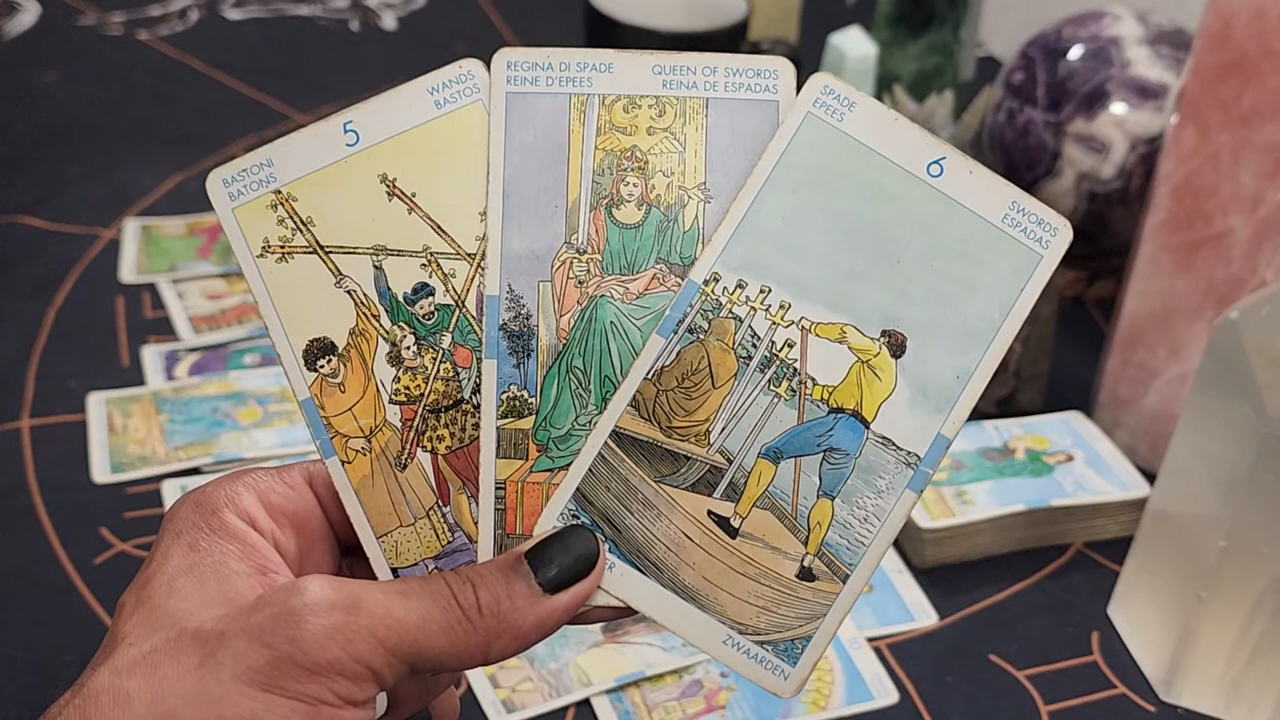 BASTONI
BATONS
5
WANDS
BASTOS
REGINA DI SPADE
REINE D'EPEES
QUEEN OF SWORDS
REINA DE ESPADAS
SPADE
EPEES
6
SWORDS
ESPADAS
ZWAARDEN